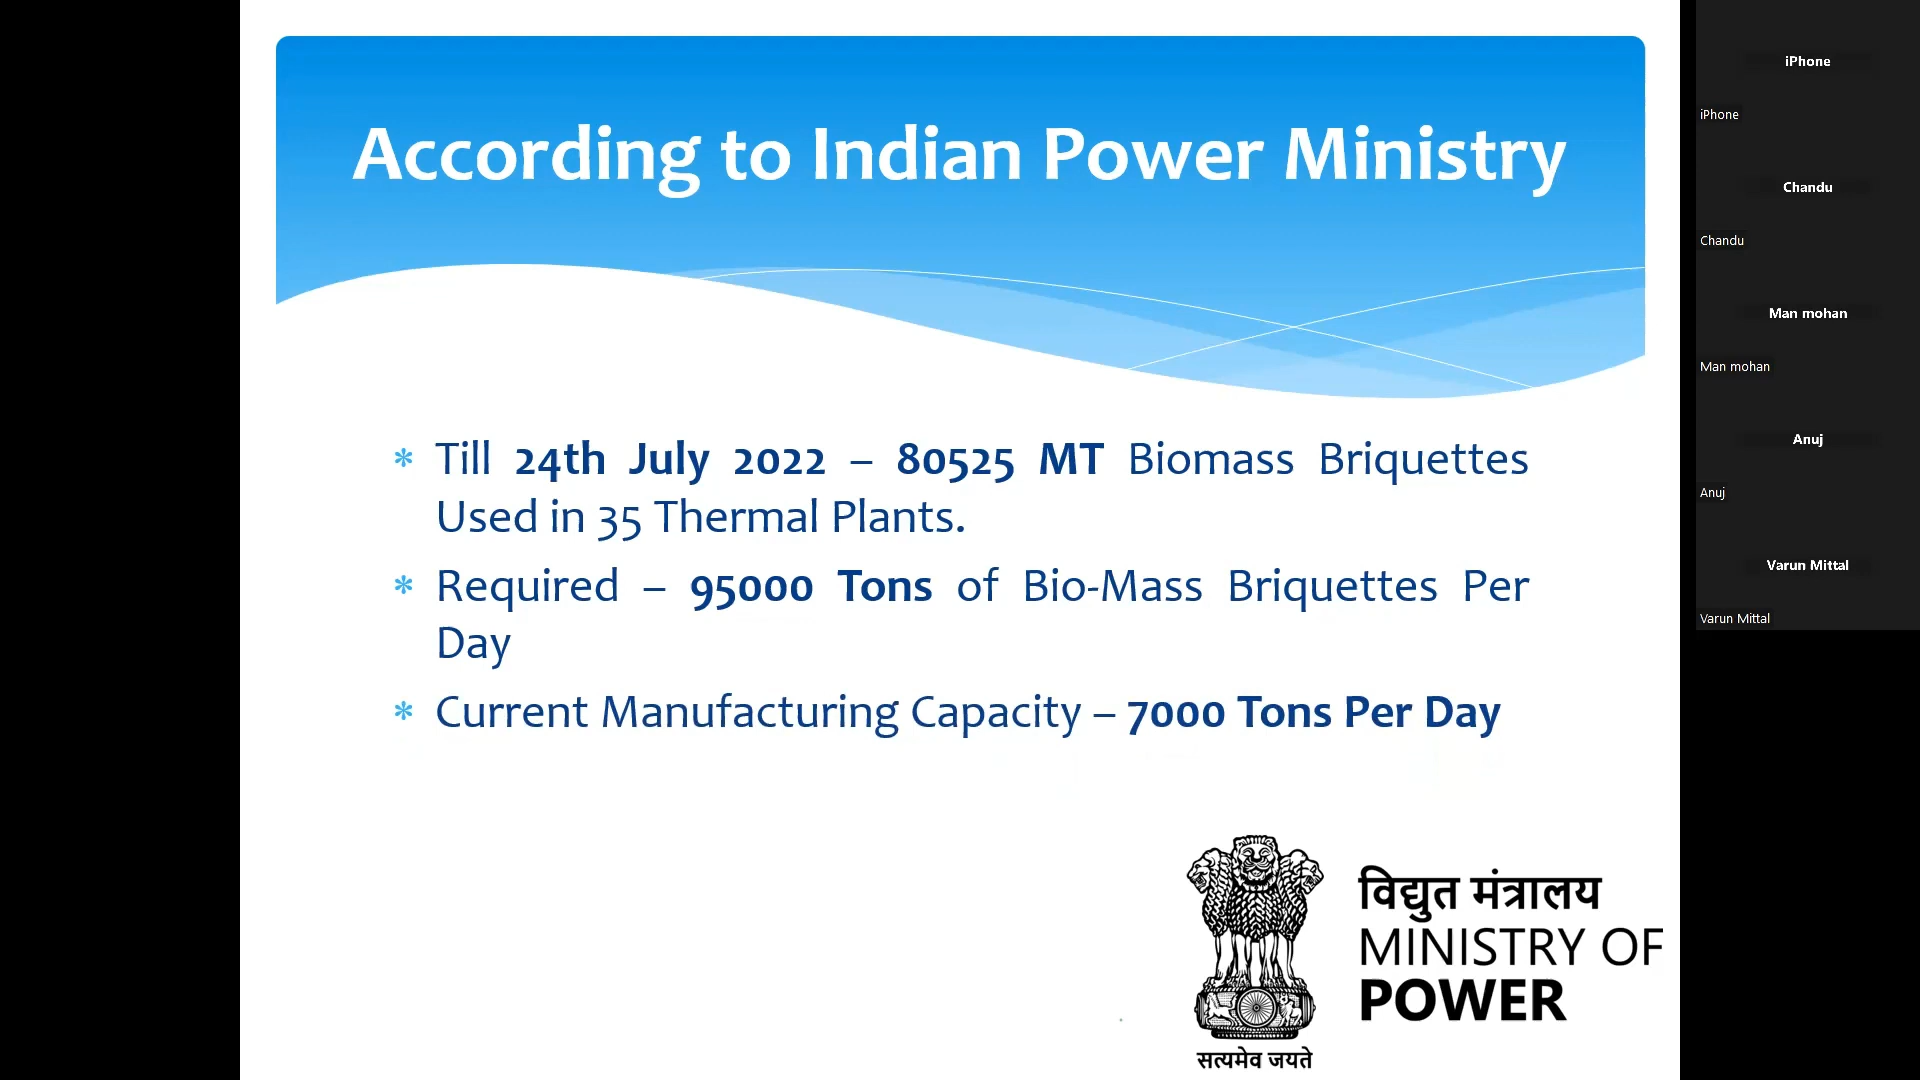 According to Indian Power Ministry
* Till 24th July 2022 – 80525 MT Biomass Briquettes
Used in 35 Thermal Plants.
* Required – 95000 Tons of Bio-Mass Briquettes Per
Day
* Current Manufacturing Capacity – 7000 Tons Per Day
विद्युत मंत्रालय
MINISTRY OF
POWER
सत्यमेव जयते
iPhone
iPhone
Chandu
Chandu
Man mohan
Man mohan
Anuj
Anuj
Varun Mittal
Varun Mittal